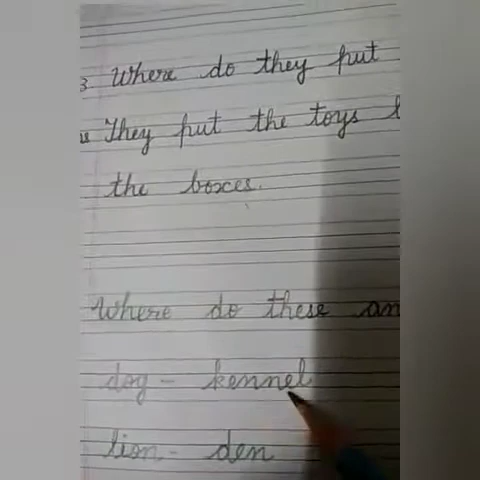 3 Where do they put
They put the toys
the boxes.
Where do these
dog - kennel
lion - den